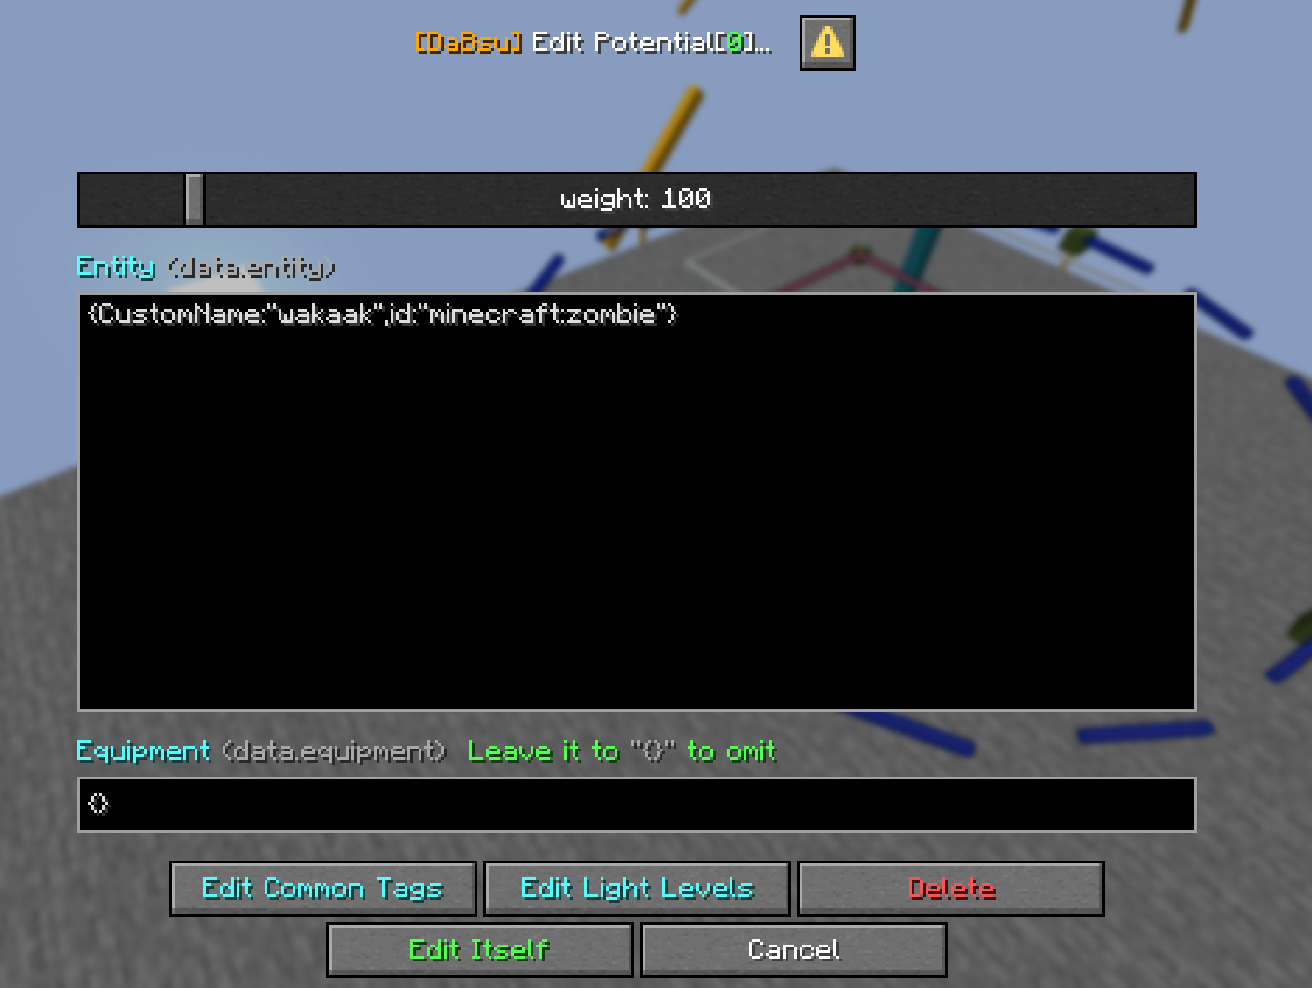 [DaBsu] Edit Potential[0]...
weight: 100
Entity (data.entity)
{CustomName:"wakaak",id:"minecraft:zombie"}
Equipment (data.equipment) Leave it to "{}" to omit
{}
Edit Common Tags Edit Light Levels Delete
Edit Itself Cancel